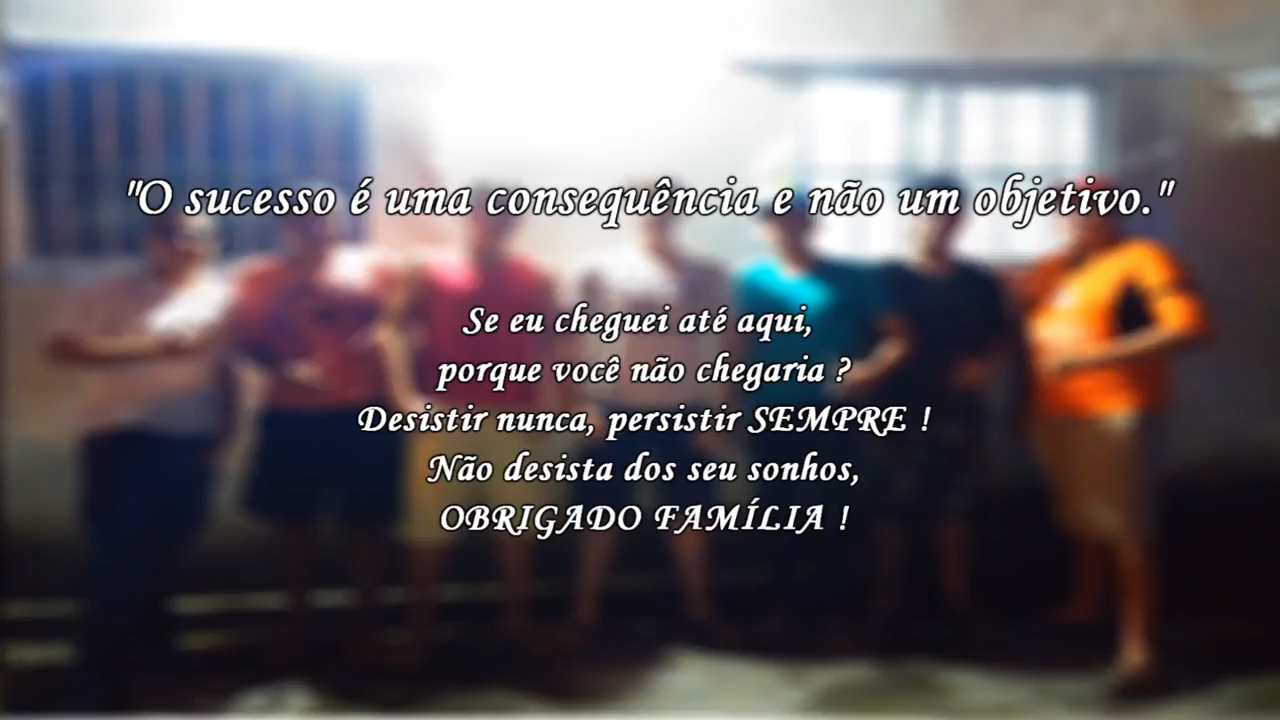 "O sucesso é uma consequência e não um objetivo."
Se eu cheguei até aqui,
porque você não chegaria ?
Desistir nunca, persistir SEMPRE !
Não desista dos seu sonhos,
OBRIGADO FAMÍLIA !